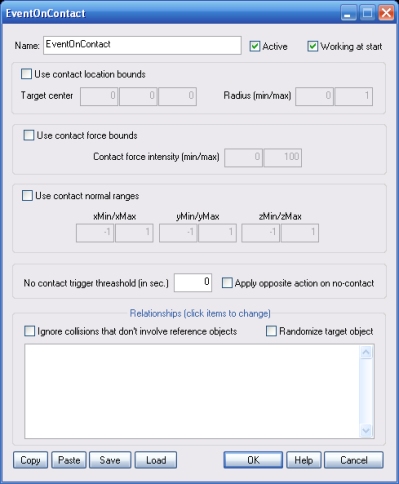 EventOnContact
Name: EventOnContact Active Working at start
Use contact location bounds
Target center 0 0 0 Radius (min/max) 0 1
Use contact force bounds
Contact force intensity (min/max) 0 100
Use contact normal ranges
xMin/xMax yMin/yMax zMin/zMax
-1 1 -1 1 -1 1
No contact trigger threashold (in sec.) 0 Apply opposite action on no-contact
Relationships (click items to change)
Ignore collisions that don't involve reference objects Randomize target object
Copy Paste Save Load OK Help Cancel